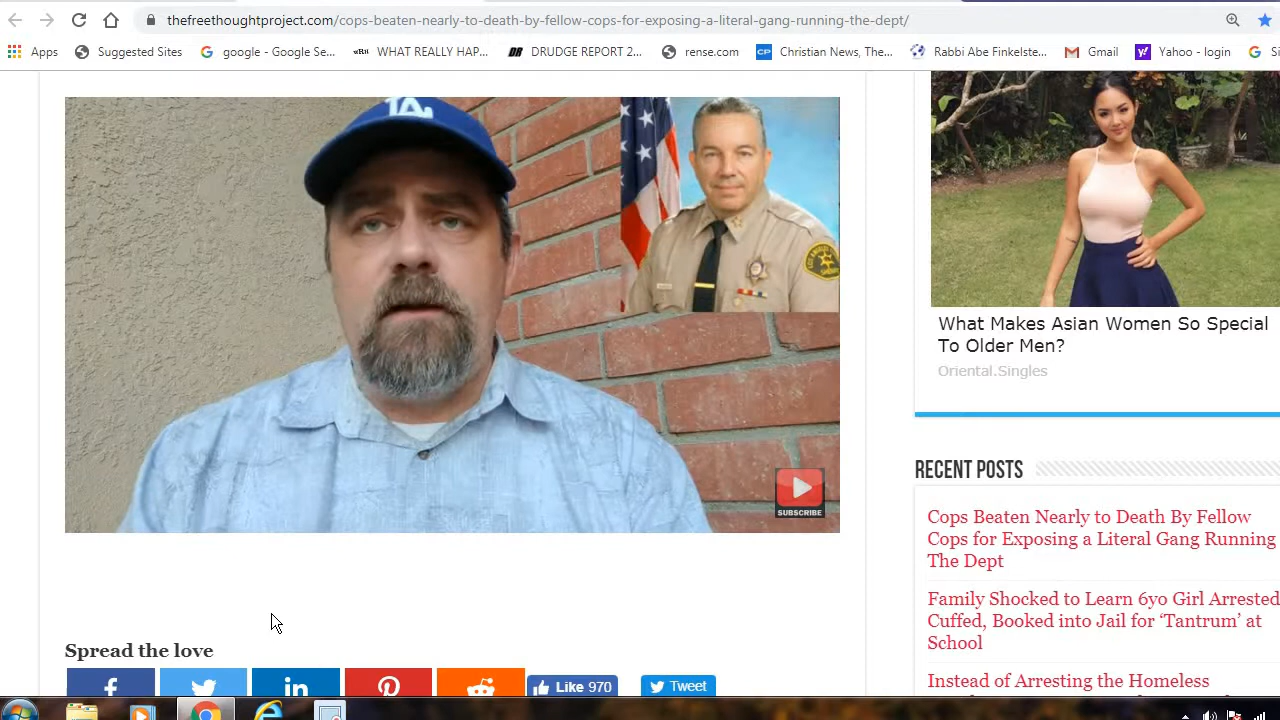 thefreethoughtproject.com/cops-beaten-nearly-to-death-by-fellow-cops-for-exposing-a-literal-gang-running-the-dept/
Apps
Suggested Sites
google - Google Se...
WHAT REALLY HAP...
DRUDGE REPORT 2...
rense.com
Christian News, The...
Rabbi Abe Finkelste...
Gmail
Yahoo - login
LA
SUBSCRIBE
What Makes Asian Women So Special
To Older Men?
Oriental.Singles
RECENT POSTS
Cops Beaten Nearly to Death By Fellow
Cops for Exposing a Literal Gang Running
The Dept
Family Shocked to Learn 6yo Girl Arrested
Cuffed, Booked into Jail for ‘Tantrum’ at
School
Instead of Arresting the Homeless
Spread the love
Like 970
Tweet